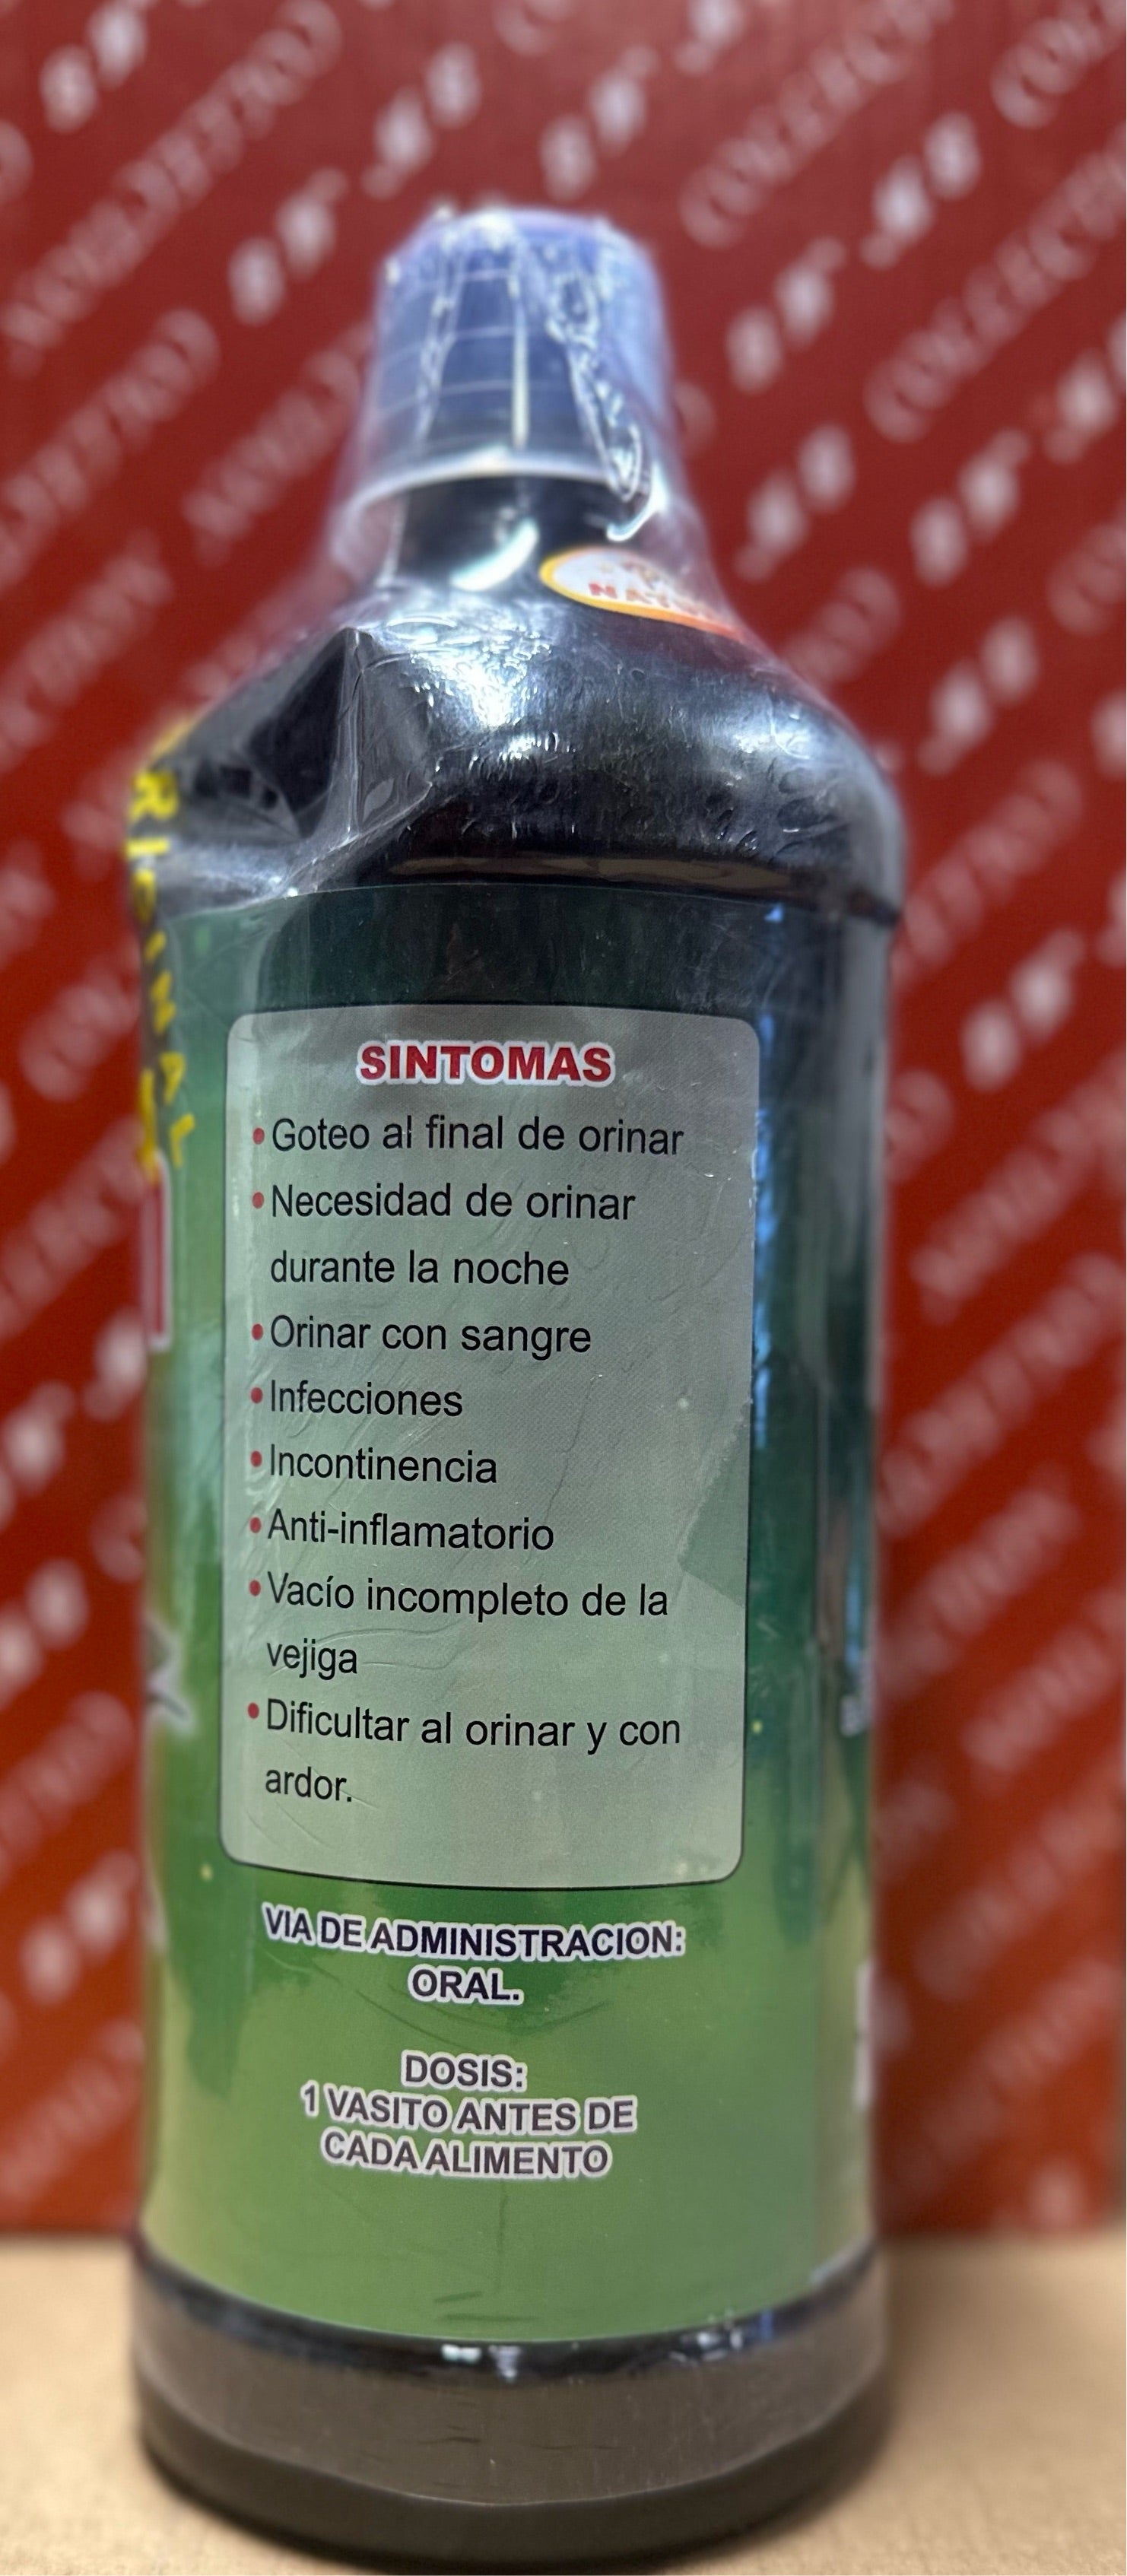 SINTOMAS
•Goteo al final de orinar
•Necesidad de orinar
durante la noche
•Orinar con sangre
•Infecciones
•Incontinencia
•Anti-inflamatorio
•Vacío incompleto de la
vejiga
•Dificultar al orinar y con
ardor.
VIA DE ADMINISTRACION:
ORAL.
DOSIS:
1 VASITO ANTES DE
CADA ALIMENTO